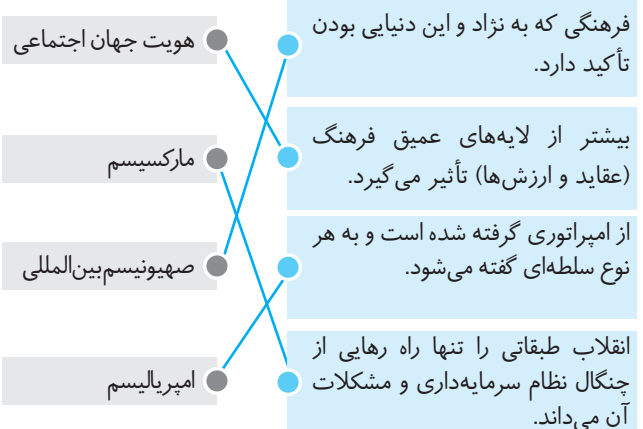 فرهنگی که به نژاد و این دنیایی بودن
تأکید دارد.
هویت جهان اجتماعی
بیشتر از لایه‌های عمیق فرهنگ
(عقاید و ارزش‌ها) تأثیر می‌گیرد.
مارکسیسم
از امپراتوری گرفته شده است و به هر
نوع سلطه‌ای گفته می‌شود.
صهیونیسم‌بین‌المللی
انقلاب طبقاتی را تنها راه رهایی از
چنگال نظام سرمایه‌داری و مشکلات
آن می‌داند.
امپریالیسم